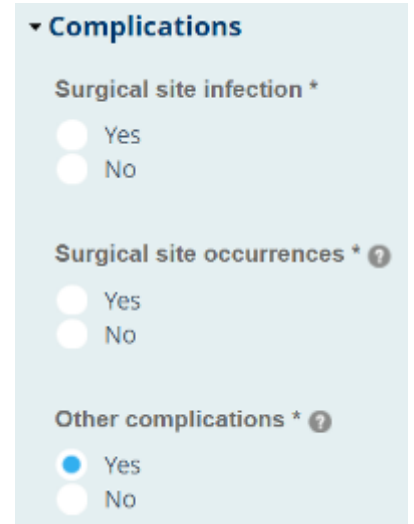 Complications
Surgical site infection *
Yes
No
Surgical site occurrences * ?
Yes
No
Other complications * ?
Yes
No